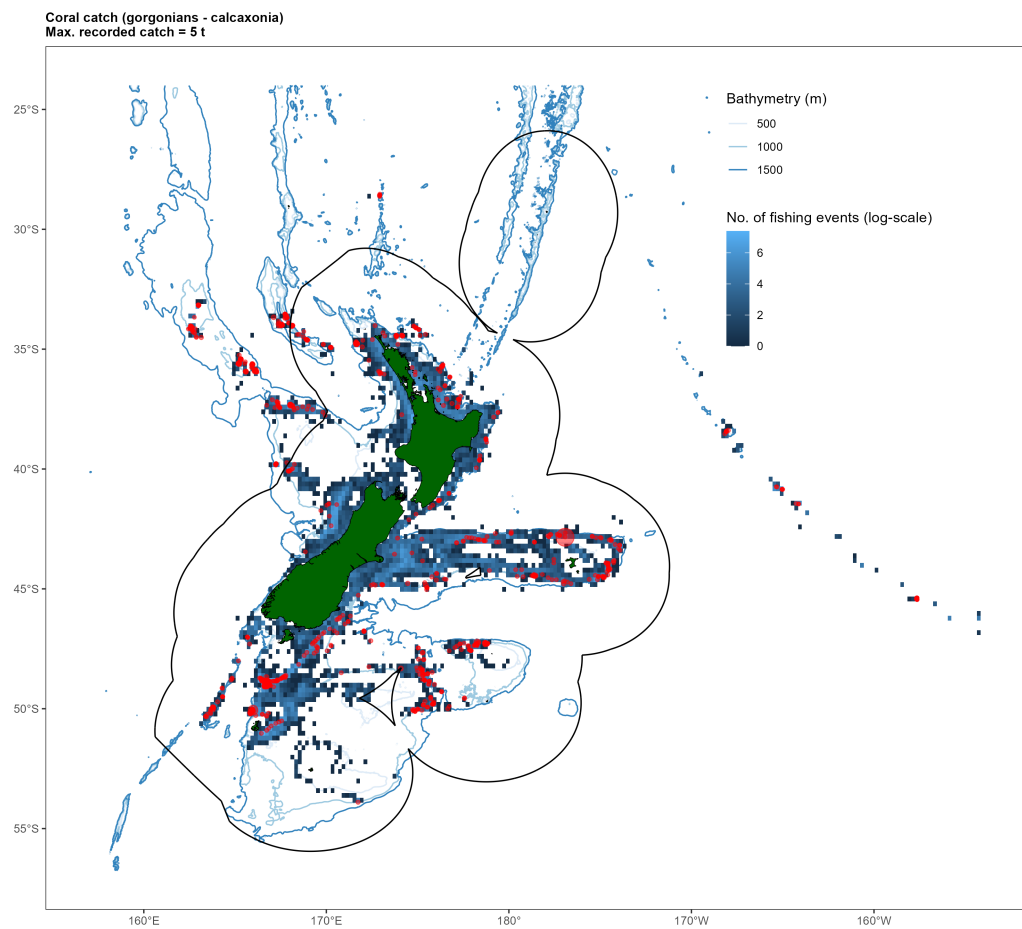 Coral catch (gorgonians - calcaxonia)
Max. recorded catch = 5 t
Bathymetry (m)
500
1000
1500
No. of fishing events (log-scale)
6
4
2
0
25°S
30°S
35°S
40°S
45°S
50°S
55°S
160°E
170°E
180°
170°W
160°W